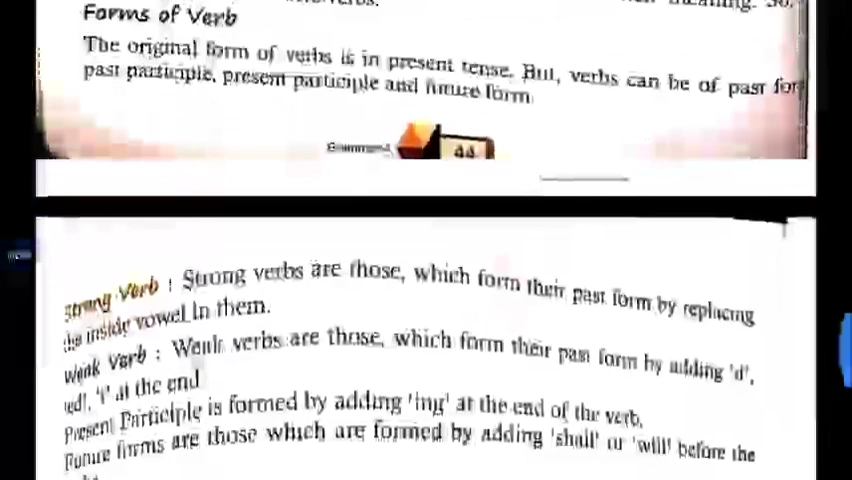 Forms of Verb
The original form of verbs is in present tense. But, verbs can be of past for
past participle, present participle and future form.
Grammar
44
Strong Verb : Strong verbs are those, which form their past form by replacing
the inside vowel in them.
Weak Verb : Weak verbs are those, which form their past form by adding 'd',
'ed', 't' at the end
Present Participle is formed by adding 'ing' at the end of the verb.
Future forms are those which are formed by adding 'shall' or 'will' before the